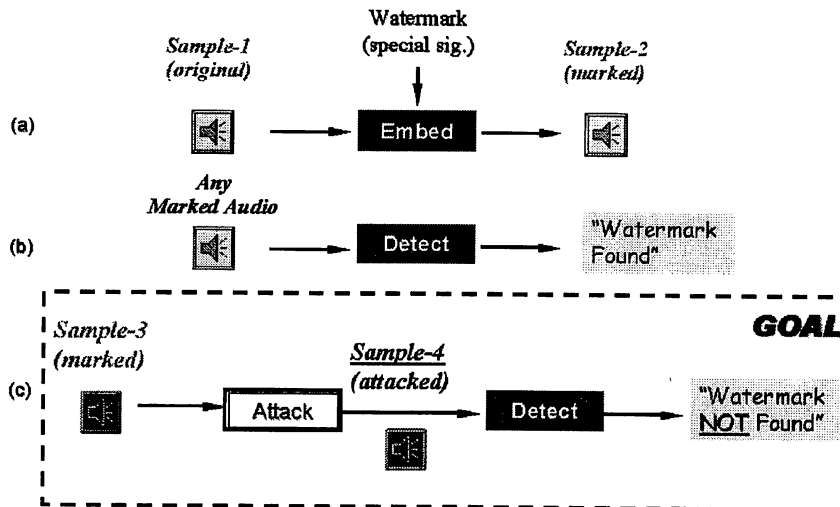 Watermark
(special sig.)
Sample-1
(original)
Sample-2
(marked)
(a)
Embed
Any
Marked Audio
(b)
Detect
"Watermark
Found"
GOAL
Sample-3
(marked)
Sample-4
(attacked)
(c)
Attack
Detect
"Watermark
NOT Found"